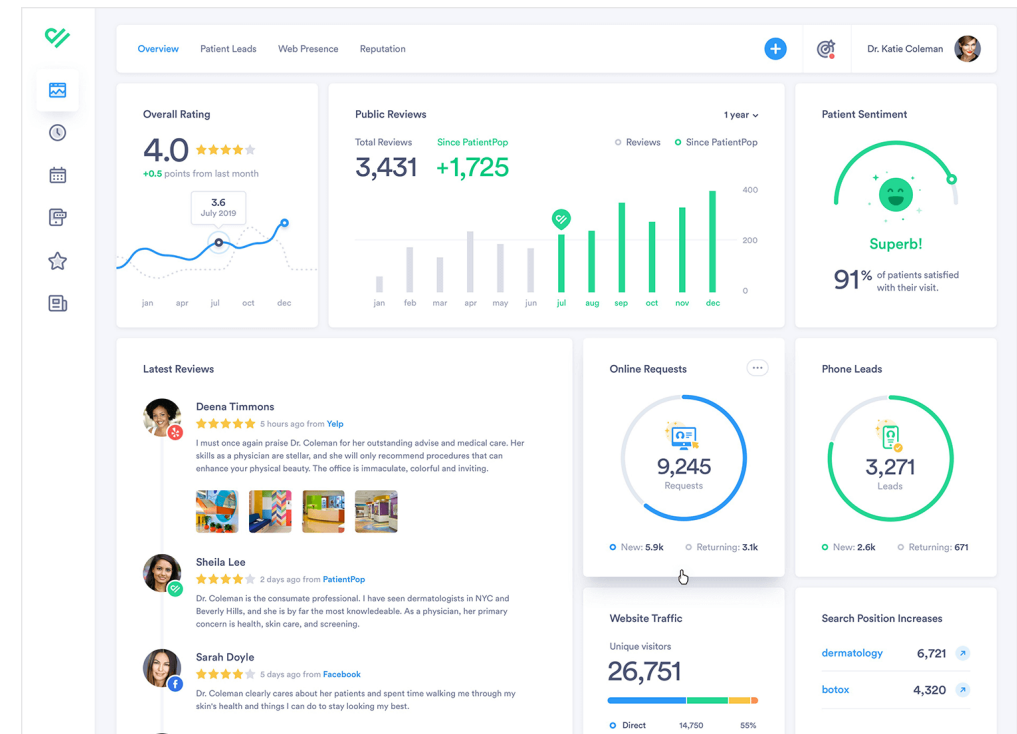 Overview
Patient Leads
Web Presence
Reputation
Dr. Katie Coleman
Overall Rating
4.0
+0.5 points from last month
3.6
July 2019
jan apr jul oct dec
Public Reviews
1 year
Total Reviews
3,431
Since PatientPop
+1,725
Reviews
Since PatientPop
400
200
0
jan feb mar apr may jun jul aug sep oct nov dec
Patient Sentiment
Superb!
91%
of patients satisfied
with their visit.
Latest Reviews
Deena Timmons
5 hours ago from Yelp
I must once again praise Dr. Coleman for her outstanding advise and medical care. Her
skills as a physician are stellar, and she will only recommend procedures that can
enhance your physical beauty. The office is immaculate, colorful and inviting.
Sheila Lee
2 days ago from PatientPop
Dr. Coleman is the consumate professional. I have seen dermatologists in NYC and
Beverly Hills, and she is by far the most knowledeable. As a physician, her primary
concern is health, skin care, and screening.
Sarah Doyle
5 days ago from Facebook
Dr. Coleman clearly cares about her patients and spent time walking me through my
skin's health and things I can do to stay looking my best.
Online Requests
9,245
Requests
New: 5.9k
Returning: 3.1k
Phone Leads
3,271
Leads
New: 2.6k
Returning: 671
Website Traffic
Unique visitors
26,751
Direct 14,750 55%
Search Position Increases
dermatology 6,721
botox 4,320